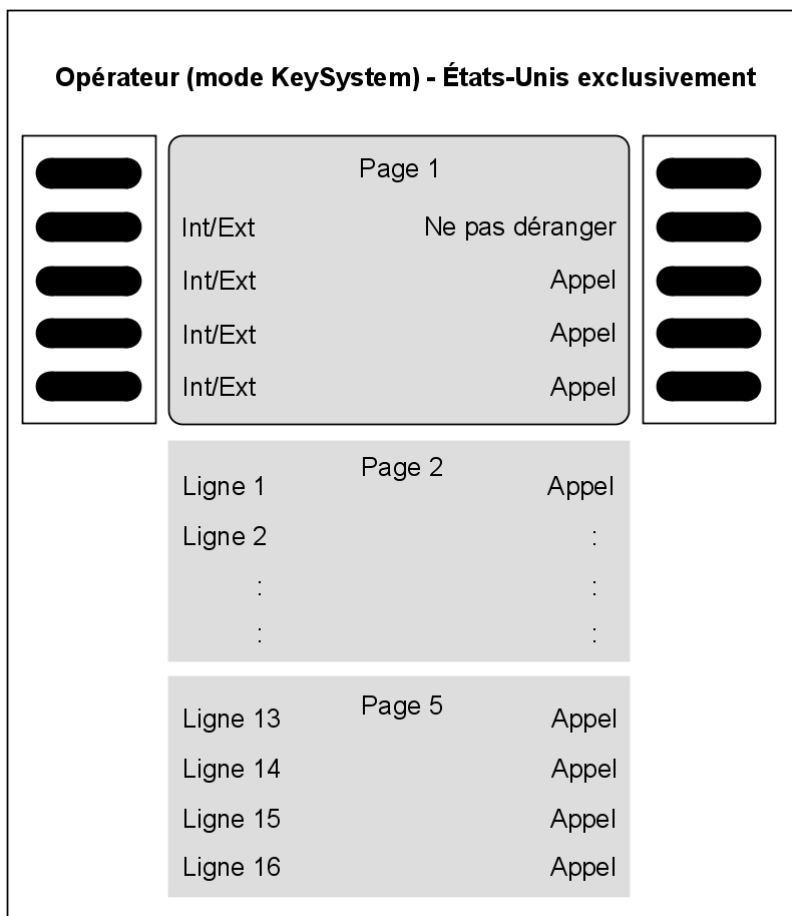 Opérateur (mode KeySystem) - États-Unis exclusivement
Page 1
Int/Ext Ne pas déranger
Int/Ext Appel
Int/Ext Appel
Int/Ext Appel
Page 2
Ligne 1 Appel
Ligne 2 :
: :
: :
Page 5
Ligne 13 Appel
Ligne 14 Appel
Ligne 15 Appel
Ligne 16 Appel